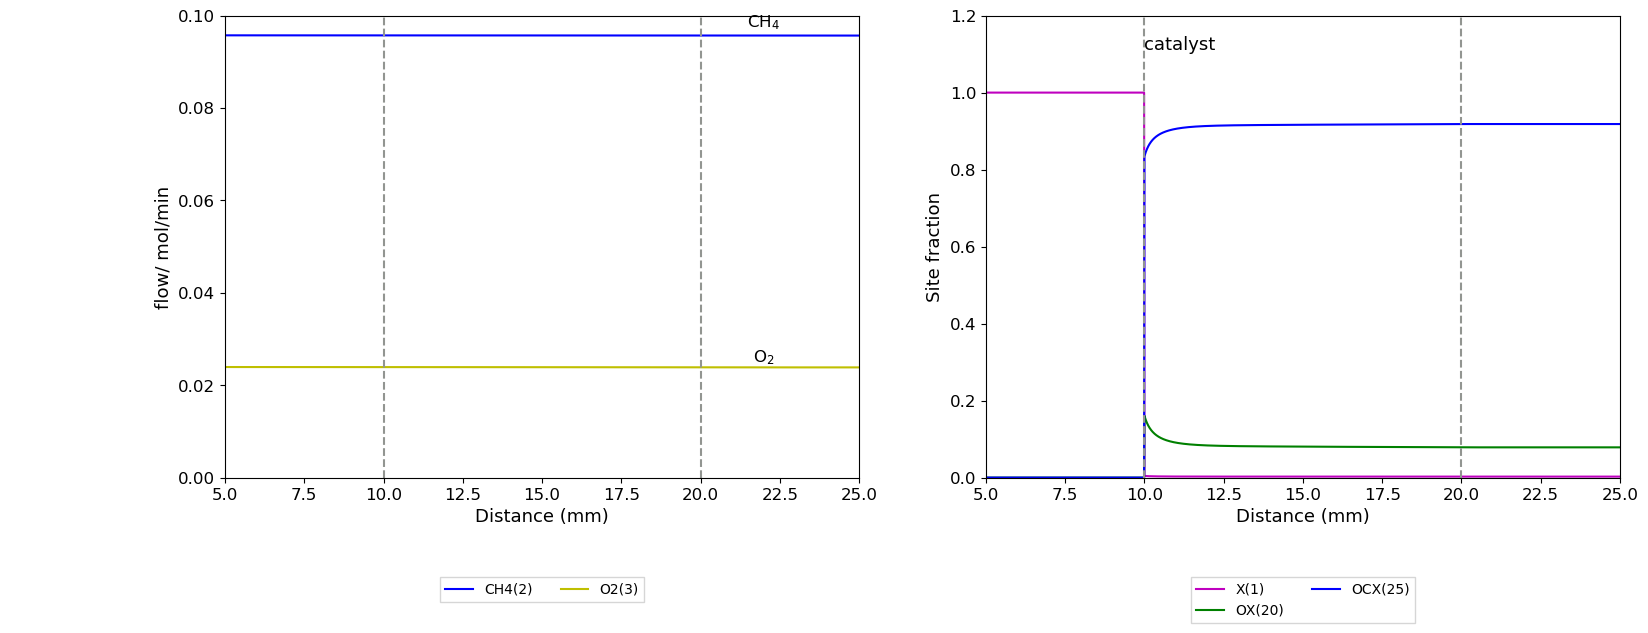 0.10
0.08
0.06
0.04
0.02
0.00
flow/ mol/min
CH₄
O₂
5.0 7.5 10.0 12.5 15.0 17.5 20.0 22.5 25.0
Distance (mm)
CH4(2) O2(3)
1.2
1.0
0.8
0.6
0.4
0.2
0.0
Site fraction
catalyst
5.0 7.5 10.0 12.5 15.0 17.5 20.0 22.5 25.0
Distance (mm)
X(1) OCX(25)
OX(20)